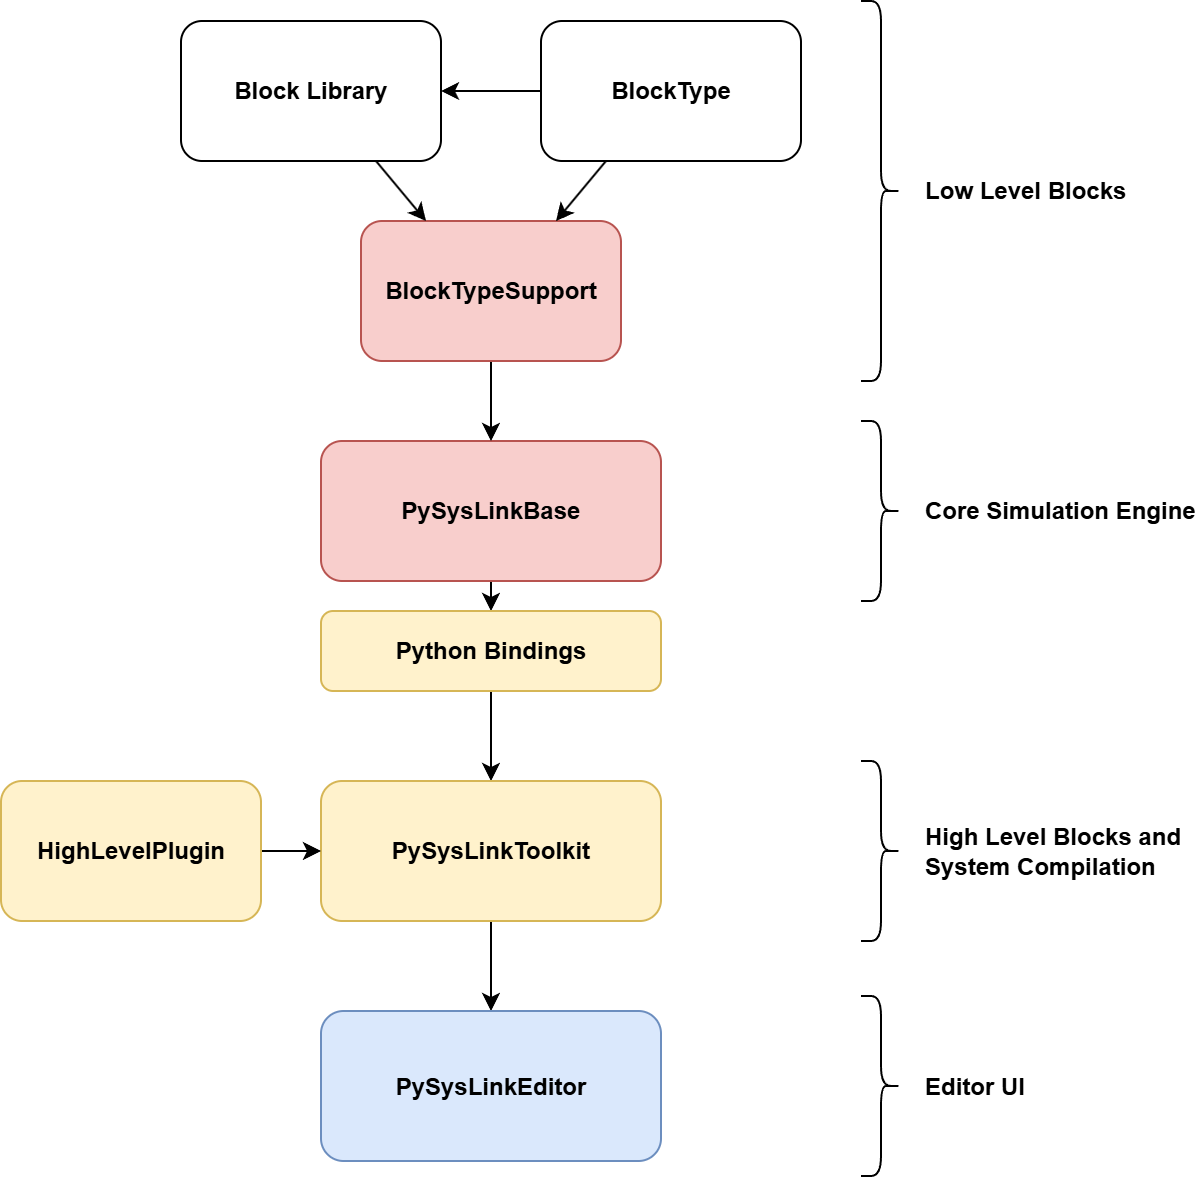 Block Library
BlockType
Low Level Blocks
BlockTypeSupport
PySysLinkBase
Core Simulation Engine
Python Bindings
HighLevelPlugin
PySysLinkToolkit
High Level Blocks and
System Compilation
PySysLinkEditor
Editor UI